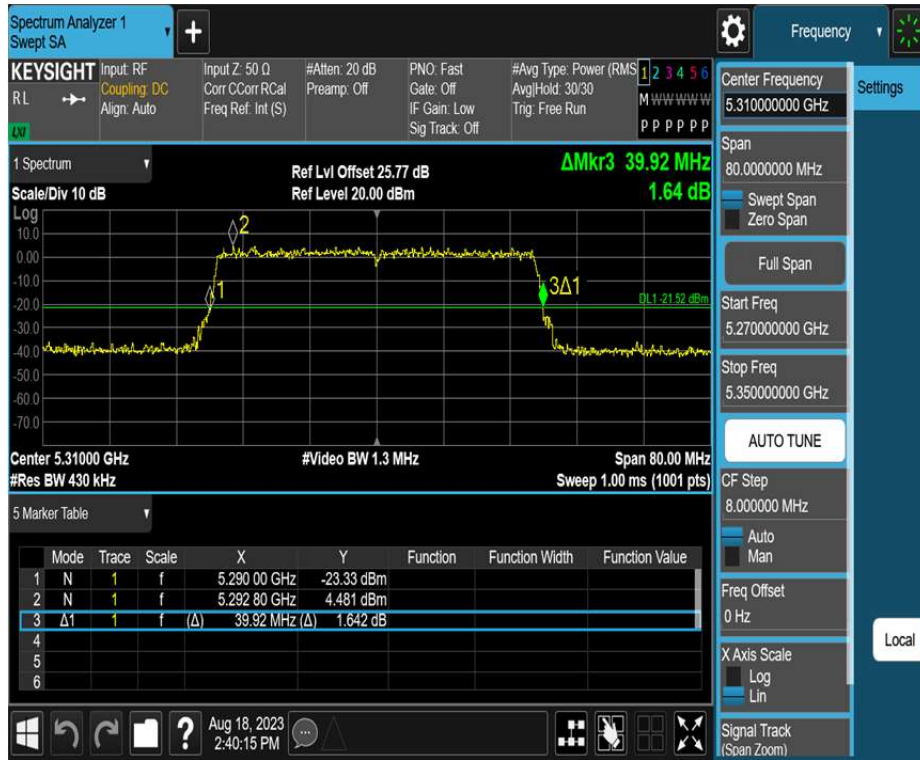 Spectrum Analyzer 1
Swept SA
Frequency
KEYSIGHT
RL
LXI
Input: RF
Coupling: DC
Align: Auto
Input Z: 50 Ω
Corr CCorr RCal
Freq Ref: Int (S)
#Atten: 20 dB
Preamp: Off
PNO: Fast
Gate: Off
IF Gain: Low
Sig Track: Off
#Avg Type: Power (RMS
Avg|Hold: 30/30
Trig: Free Run
1 2 3 4 5 6
M W W W W W
P P P P P P
1 Spectrum
Scale/Div 10 dB
Ref Lvl Offset 25.77 dB
Ref Level 20.00 dBm
ΔMkr3 39.92 MHz
1.64 dB
Log
10.0
0.00
-10.0
-20.0
-30.0
-40.0
-50.0
-60.0
-70.0
2
1
3Δ1
DL1 -21.52 dBm
Center 5.31000 GHz
#Video BW 1.3 MHz
Span 80.00 MHz
#Res BW 430 kHz
Sweep 1.00 ms (1001 pts)
5 Marker Table
Mode Trace Scale X Y Function Function Width Function Value
1 N 1 f 5.290 00 GHz -23.33 dBm
2 N 1 f 5.292 80 GHz 4.481 dBm
3 Δ1 1 f (Δ) 39.92 MHz (Δ) 1.642 dB
4
5
6
?
Aug 18, 2023
2:40:15 PM
Center Frequency
5.310000000 GHz
Span
80.0000000 MHz
Swept Span
Zero Span
Full Span
Start Freq
5.270000000 GHz
Stop Freq
5.350000000 GHz
AUTO TUNE
CF Step
8.000000 MHz
Auto
Man
Freq Offset
0 Hz
X Axis Scale
Log
Lin
Signal Track
(Span Zoom)
Settings
Local